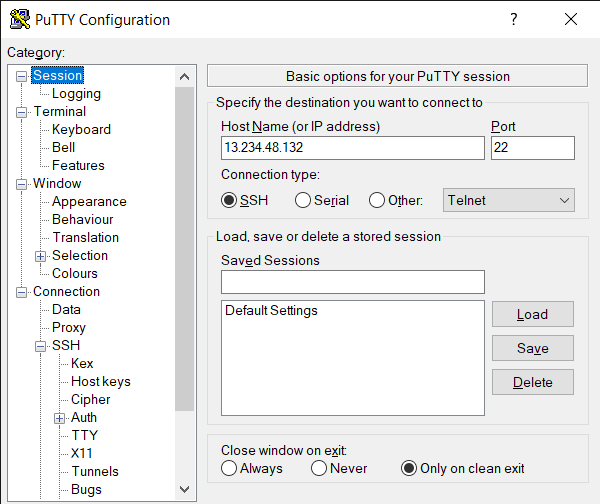 PuTTY Configuration
?
Category:
Session
Logging
Terminal
Keyboard
Bell
Features
Window
Appearance
Behaviour
Translation
Selection
Colours
Connection
Data
Proxy
SSH
Kex
Host keys
Cipher
Auth
TTY
X11
Tunnels
Bugs
Basic options for your PuTTY session
Specify the destination you want to connect to
Host Name (or IP address) Port
13.234.48.132 22
Connection type:
SSH Serial Other: Telnet
Load, save or delete a stored session
Saved Sessions
Default Settings
Load
Save
Delete
Close window on exit:
Always Never Only on clean exit